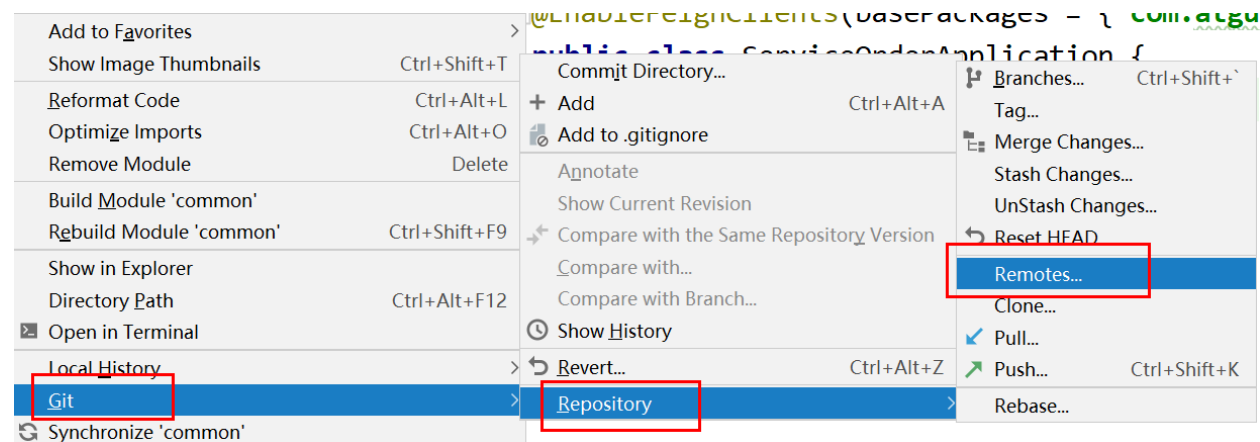 @EnableFeignClients(basePackages = { "com.atgu
public class ServiceOrderApplication {
Add to Favorites
Show Image Thumbnails Ctrl+Shift+T
Reformat Code Ctrl+Alt+L
Optimize Imports Ctrl+Alt+O
Remove Module Delete
Build Module 'common'
Rebuild Module 'common' Ctrl+Shift+F9
Show in Explorer
Directory Path Ctrl+Alt+F12
Open in Terminal
Local History
Git
Synchronize 'common'
Commit Directory...
Add Ctrl+Alt+A
Add to .gitignore
Annotate
Show Current Revision
Compare with the Same Repository Version
Compare with...
Compare with Branch...
Show History
Revert... Ctrl+Alt+Z
Repository
Branches... Ctrl+Shift+`
Tag...
Merge Changes...
Stash Changes...
UnStash Changes...
Reset HEAD
Remotes...
Clone...
Pull...
Push... Ctrl+Shift+K
Rebase...